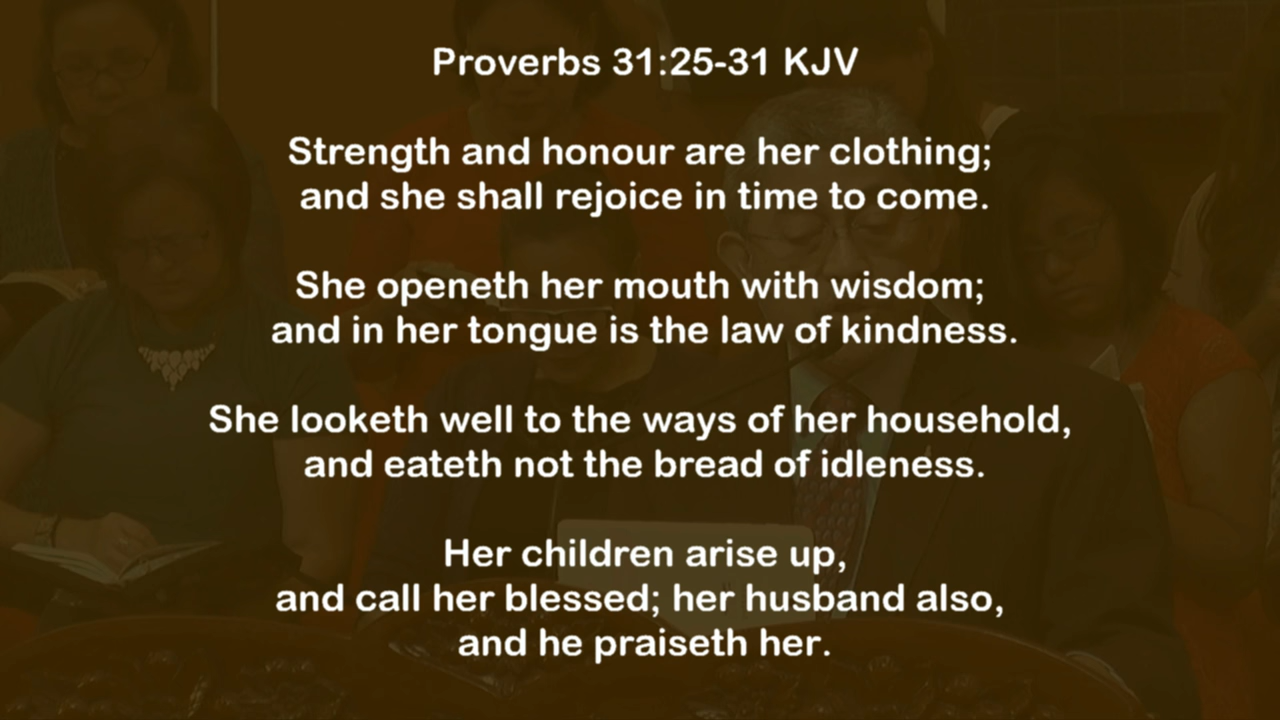 Proverbs 31:25-31 KJV
Strength and honour are her clothing;
and she shall rejoice in time to come.
She openeth her mouth with wisdom;
and in her tongue is the law of kindness.
She looketh well to the ways of her household,
and eateth not the bread of idleness.
Her children arise up,
and call her blessed; her husband also,
and he praiseth her.